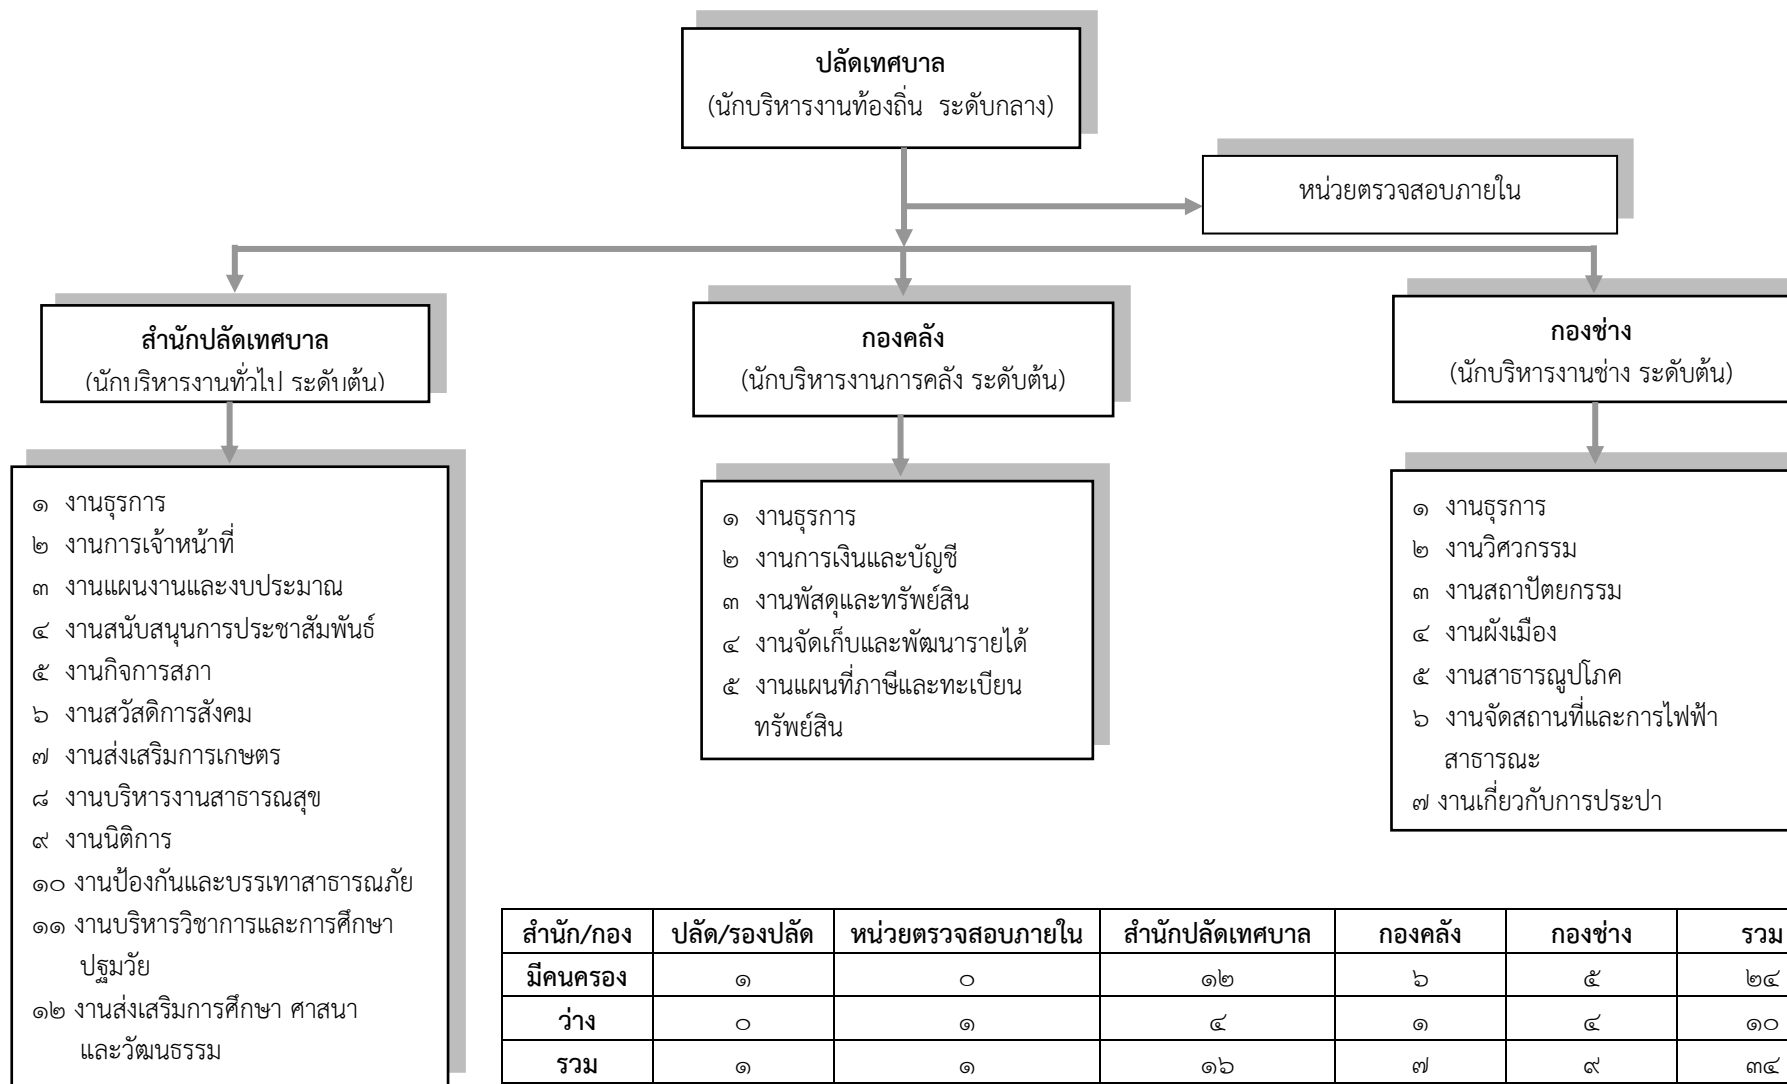 ปลัดเทศบาล
(นักบริหารงานท้องถิ่น ระดับกลาง)
หน่วยตรวจสอบภายใน
สำนักปลัดเทศบาล
(นักบริหารงานทั่วไป ระดับต้น)
กองคลัง
(นักบริหารงานการคลัง ระดับต้น)
กองช่าง
(นักบริหารงานช่าง ระดับต้น)
๑ งานธุรการ
๒ งานการเจ้าหน้าที่
๓ งานแผนงานและงบประมาณ
๔ งานสนับสนุนการประชาสัมพันธ์
๕ งานกิจการสภา
๖ งานสวัสดิการสังคม
๗ งานส่งเสริมการเกษตร
๘ งานบริหารงานสาธารณสุข
๙ งานนิติการ
๑๐ งานป้องกันและบรรเทาสาธารณภัย
๑๑ งานบริหารวิชาการและการศึกษา
ปฐมวัย
๑๒ งานส่งเสริมการศึกษา ศาสนา
และวัฒนธรรม
๑ งานธุรการ
๒ งานการเงินและบัญชี
๓ งานพัสดุและทรัพย์สิน
๔ งานจัดเก็บและพัฒนารายได้
๕ งานแผนที่ภาษีและทะเบียน
ทรัพย์สิน
๑ งานธุรการ
๒ งานวิศวกรรม
๓ งานสถาปัตยกรรม
๔ งานผังเมือง
๕ งานสาธารณูปโภค
๖ งานจัดสถานที่และการไฟฟ้า
สาธารณะ
๗ งานเกี่ยวกับการประปา
สำนัก/กอง ปลัด/รองปลัด หน่วยตรวจสอบภายใน สำนักปลัดเทศบาล กองคลัง กองช่าง รวม
มีคนครอง ๑ ๐ ๑๒ ๖ ๕ ๒๔
ว่าง ๐ ๑ ๔ ๑ ๔ ๑๐
รวม ๑ ๑ ๑๖ ๗ ๙ ๓๔